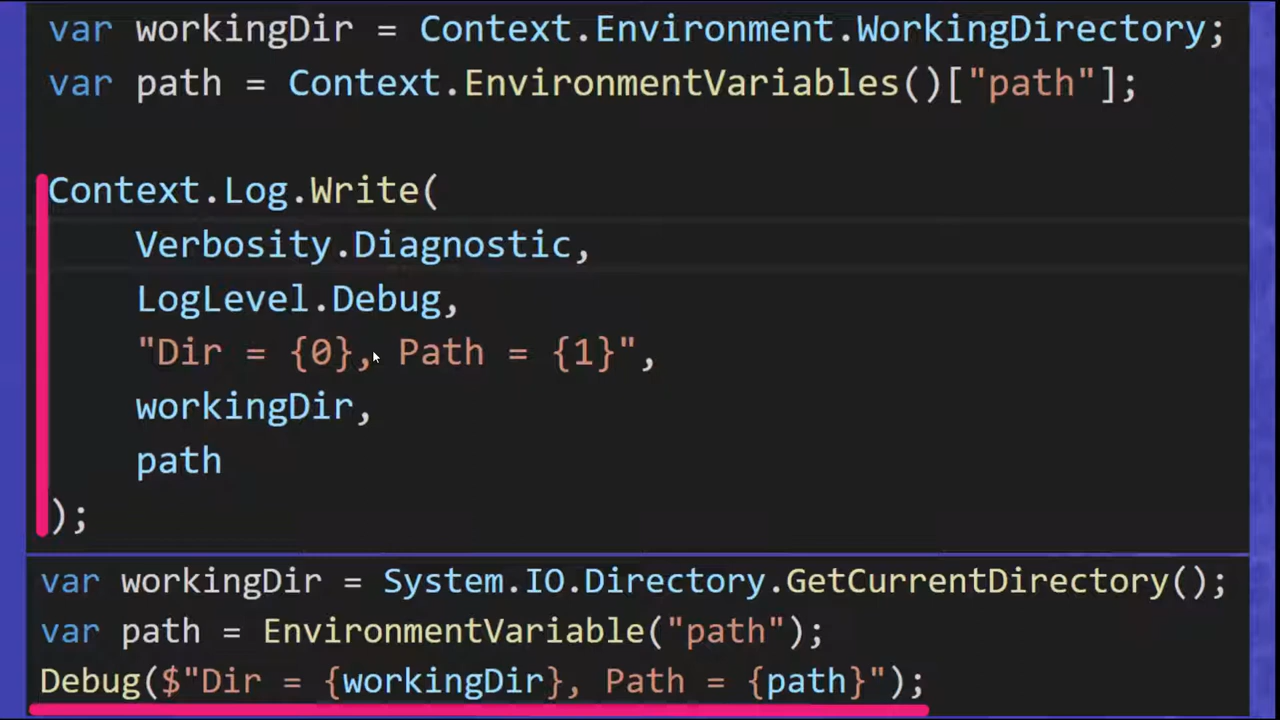 var workingDir = Context.Environment.WorkingDirectory;
var path = Context.EnvironmentVariables()["path"];
Context.Log.Write(
    Verbosity.Diagnostic,
    LogLevel.Debug,
    "Dir = {0}, Path = {1}",
    workingDir,
    path
);
var workingDir = System.IO.Directory.GetCurrentDirectory();
var path = EnvironmentVariable("path");
Debug($"Dir = {workingDir}, Path = {path}");